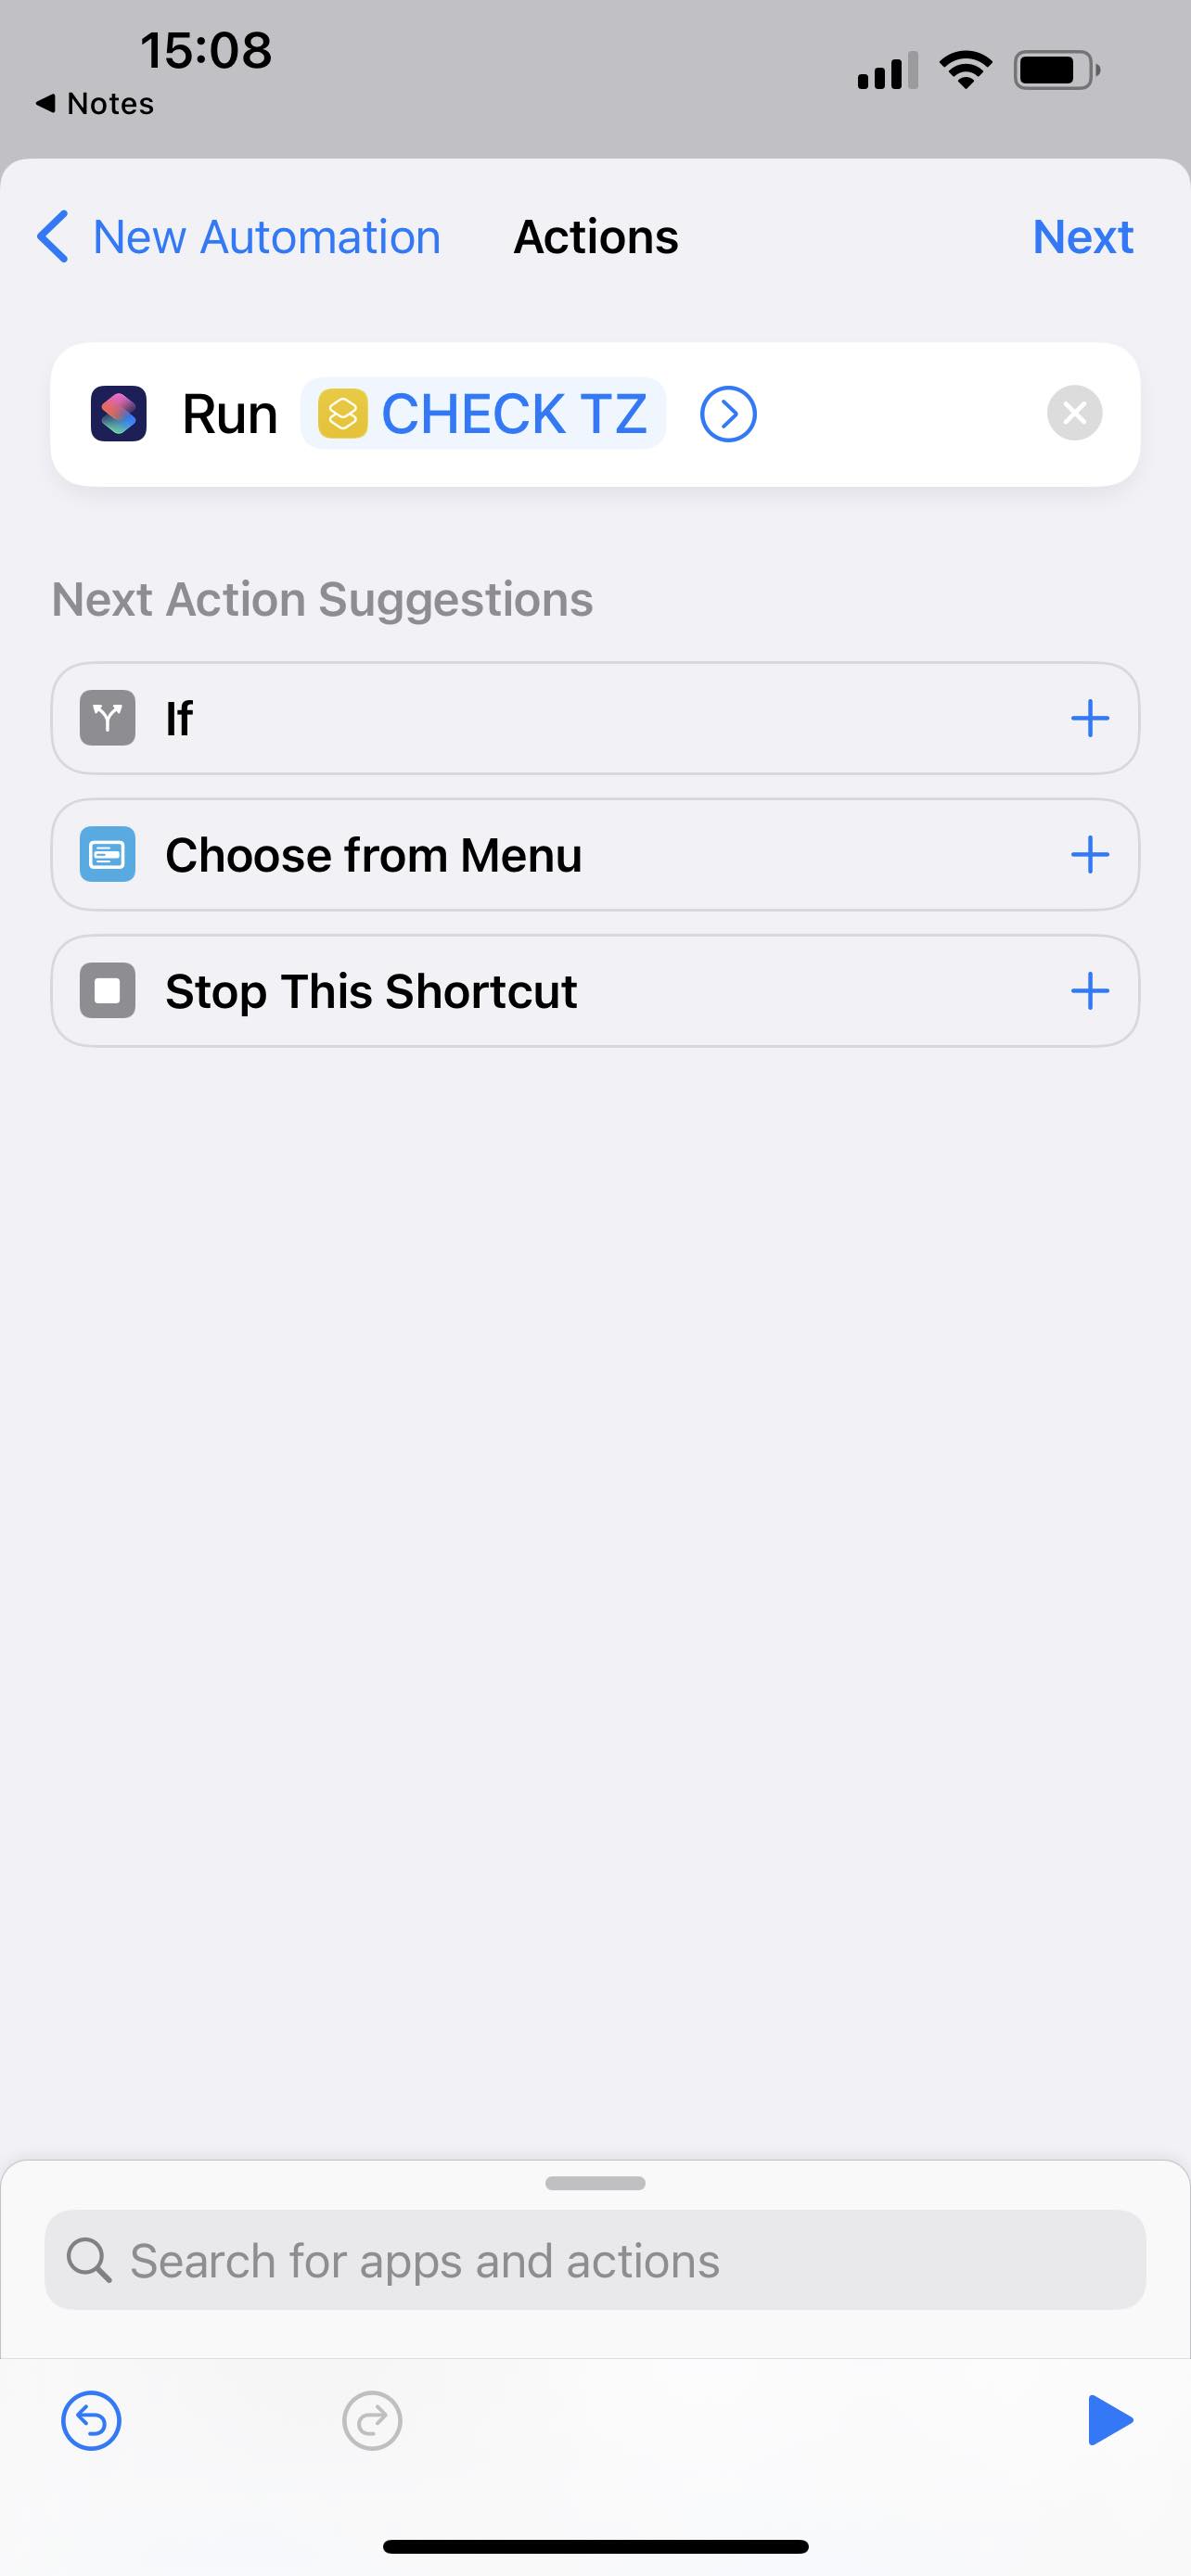 15:08
Notes
New Automation Actions Next
Run CHECK TZ
Next Action Suggestions
If
Choose from Menu
Stop This Shortcut
Search for apps and actions